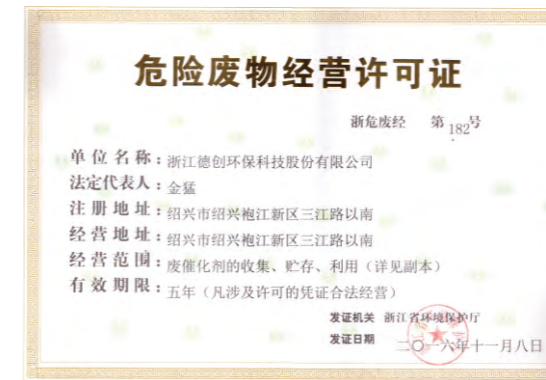 危险废物经营许可证
浙危废经 第 182号
单位名称：浙江德创环保科技股份有限公司
法定代表人：金猛
注册地址：绍兴市绍兴袍江新区三江路以南
经营地址：绍兴市绍兴袍江新区三江路以南
经营范围：废催化剂的收集、贮存、利用（详见副本）
有效期限：五年（凡涉及许可的凭证合法经营）
发证机关 浙江省环境保护厅
发证日期 二〇一六年十一月八日